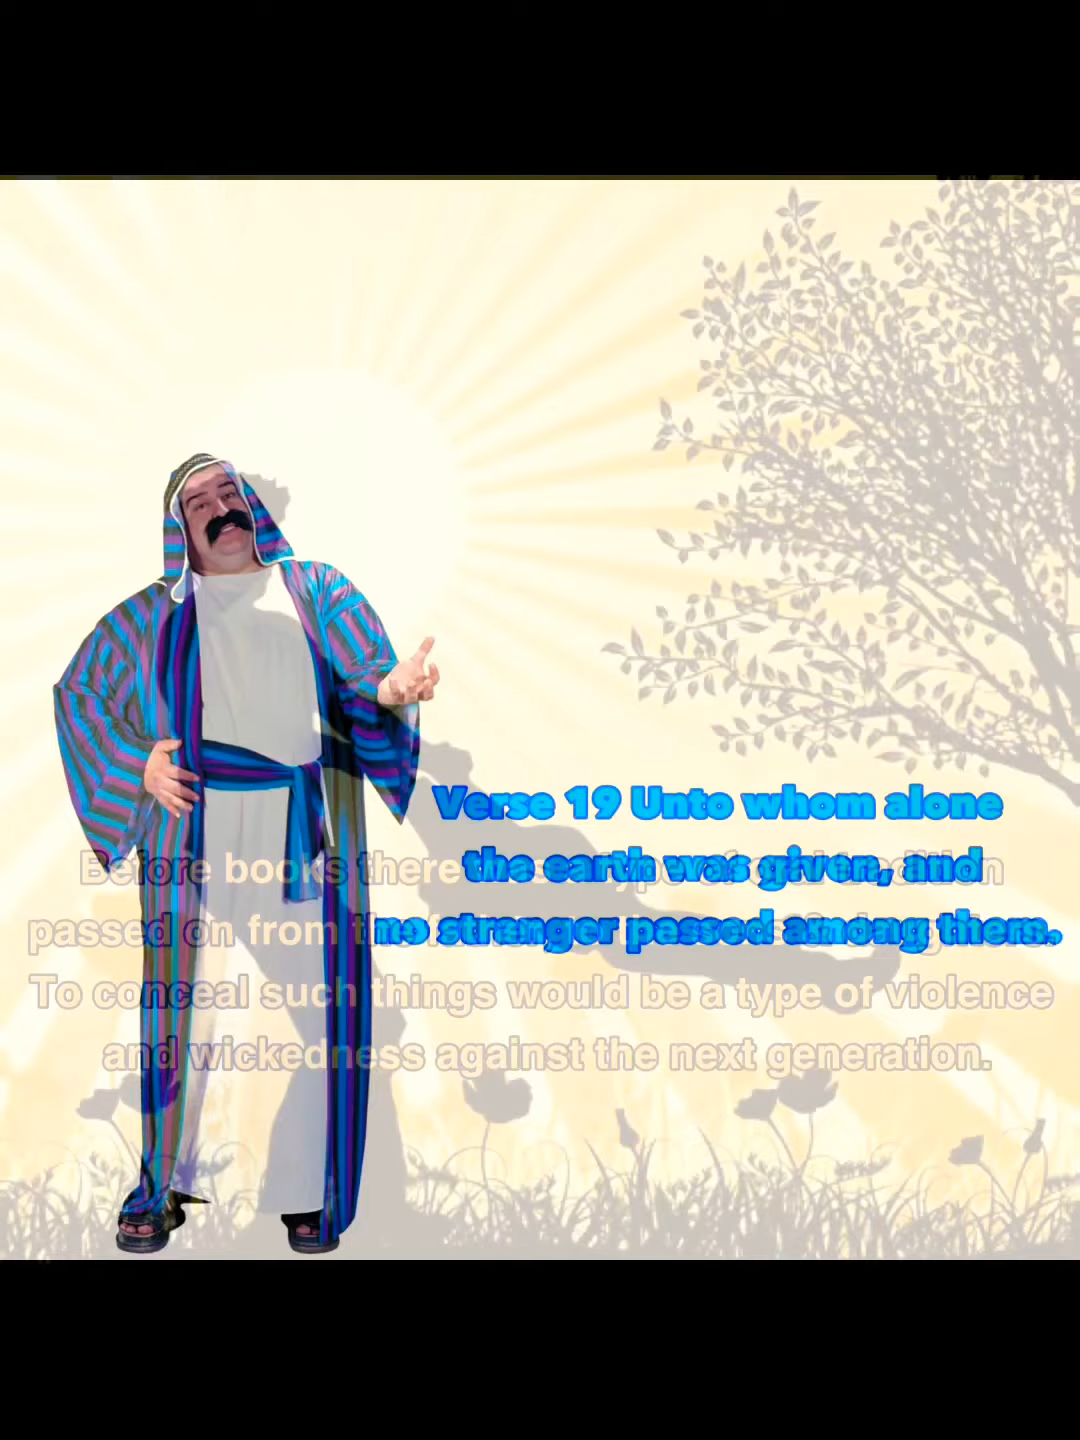 Verse 19 Unto whom alone
the earth was given, and
no stranger passed among them.
Before books there
passed on from the
To conceal such things would be a type of violence
and wickedness against the next generation.